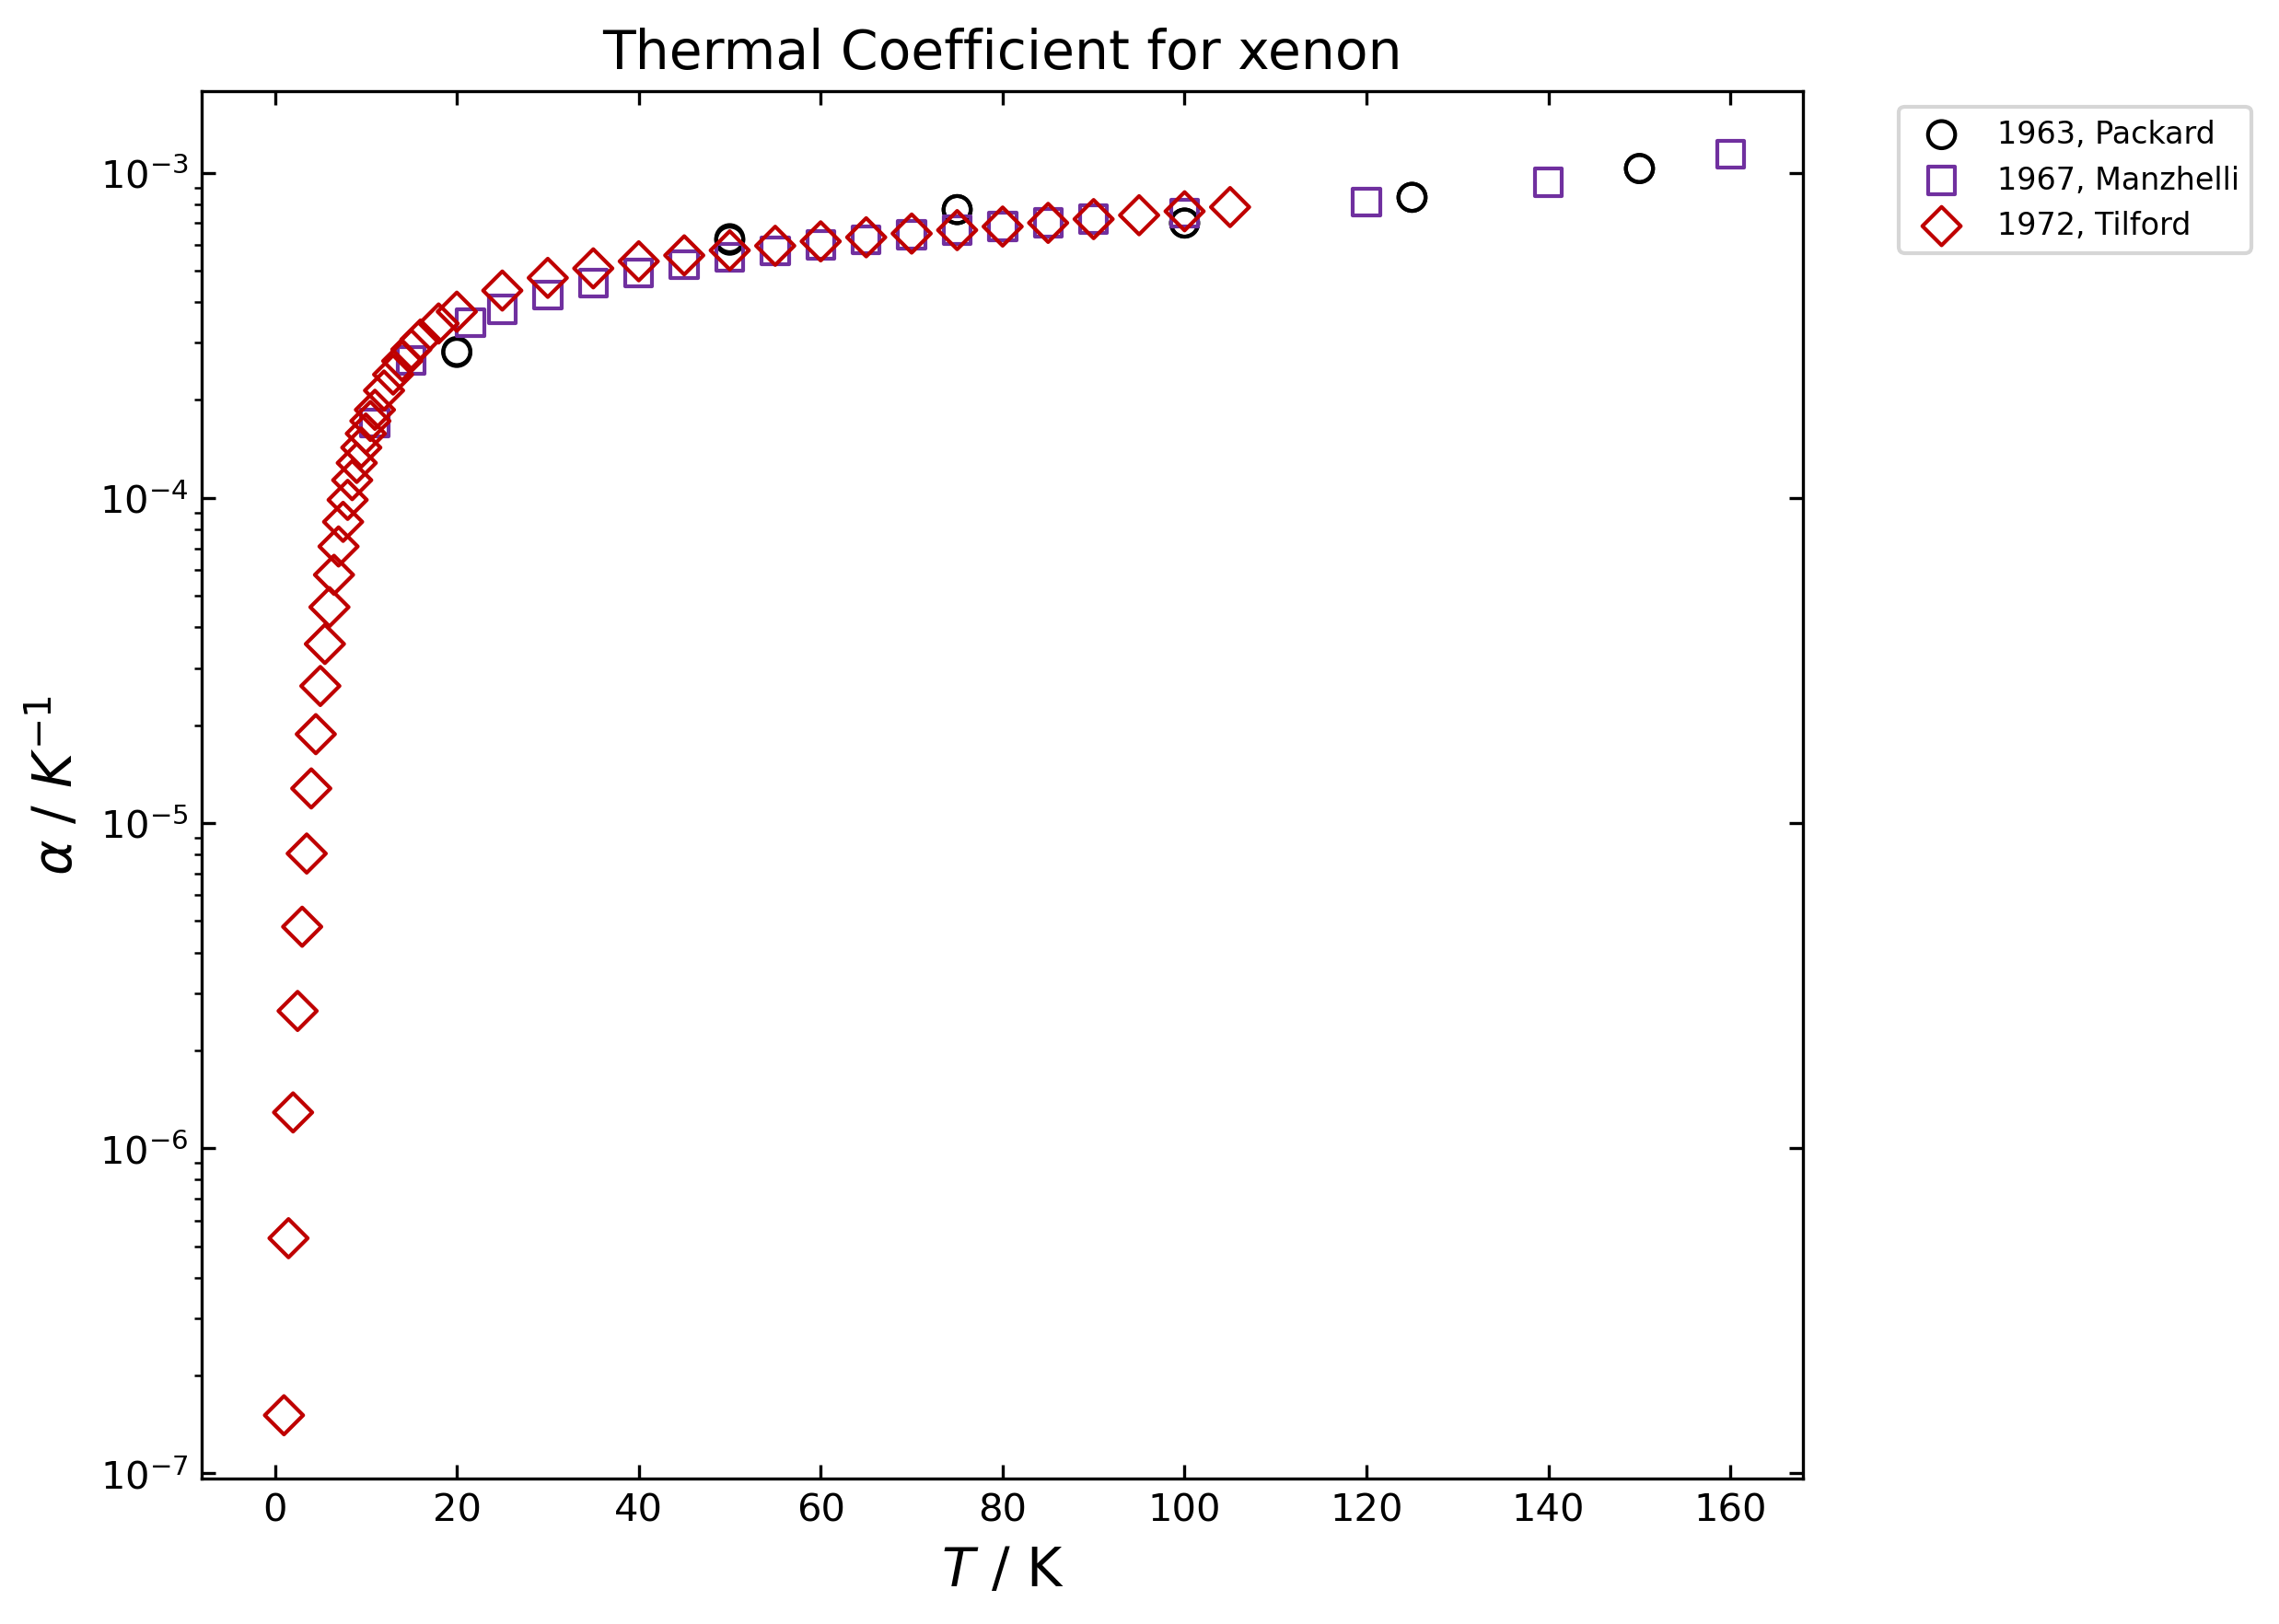 Thermal Coefficient for xenon
10⁻³
10⁻⁴
10⁻⁵
10⁻⁶
10⁻⁷
α / K⁻¹
0 20 40 60 80 100 120 140 160
T / K
1963, Packard
1967, Manzhelli
1972, Tilford